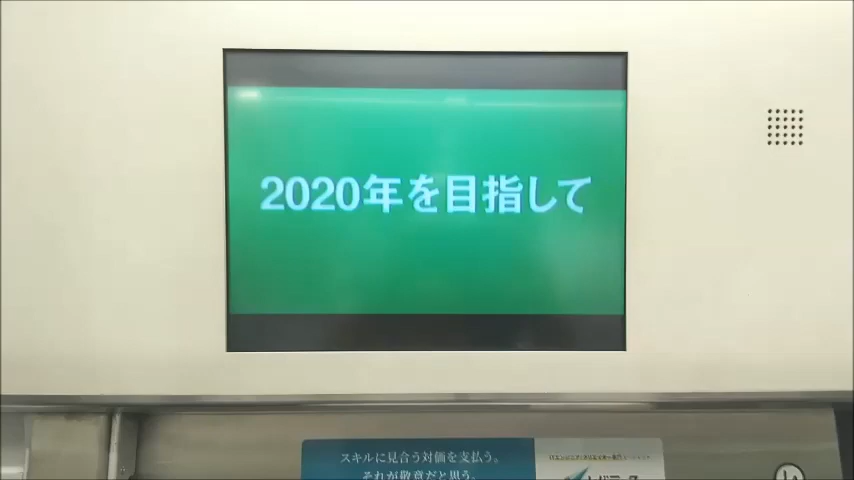 2020年を目指して
スキルに見合う対価を支払う。
それが敬意だと思う。